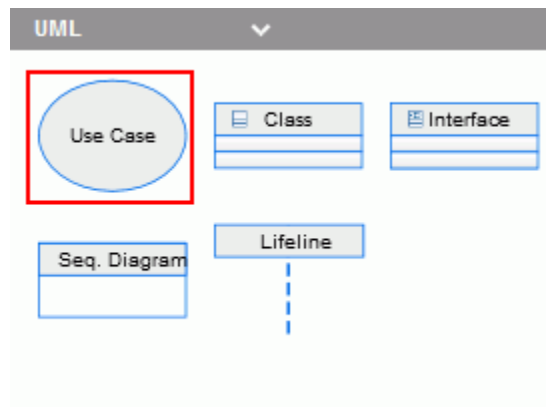 UML
Use Case
Class
Interface
Seq. Diagram
Lifeline